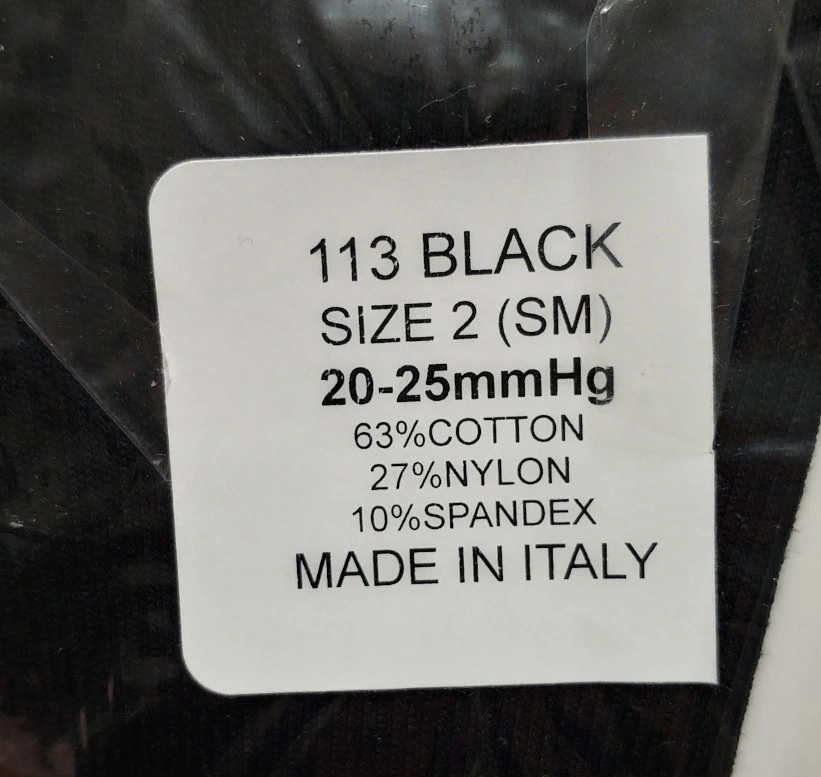 113 BLACK
SIZE 2 (SM)
20-25mmHg
63%COTTON
27%NYLON
10%SPANDEX
MADE IN ITALY